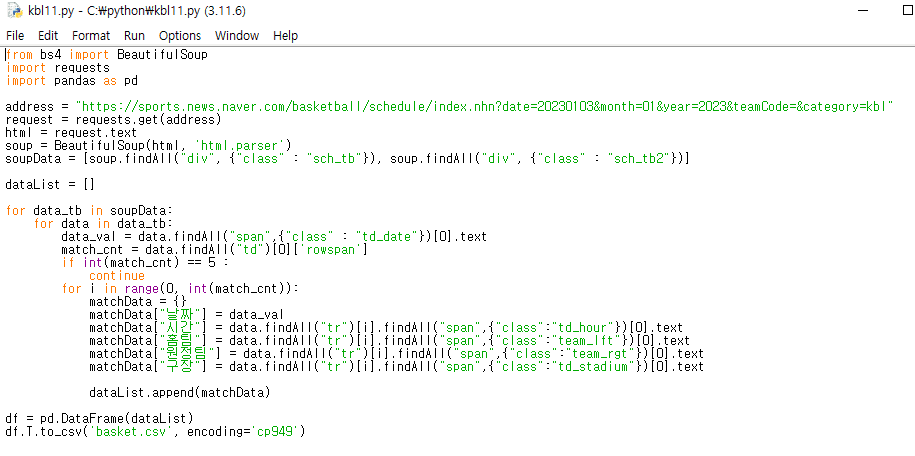 kbl11.py - C:₩python₩kbl11.py (3.11.6)
File Edit Format Run Options Window Help
from bs4 import BeautifulSoup
import requests
import pandas as pd
address = "https://sports.news.naver.com/basketball/schedule/index.nhn?date=20230103&month=01&year=2023&teamCode=&category=kbl"
request = requests.get(address)
html = request.text
soup = BeautifulSoup(html, 'html.parser')
soupData = [soup.findAll("div", {"class" : "sch_tb"}), soup.findAll("div", {"class" : "sch_tb2"})]
dataList = []
for data_tb in soupData:
    for data in data_tb:
        data_val = data.findAll("span",{"class" : "td_date"})[0].text
        match_cnt = data.findAll("td")[0]['rowspan']
        if int(match_cnt) == 5 :
            continue
        for i in range(0, int(match_cnt)):
            matchData = {}
            matchData["날짜"] = data_val
            matchData["시간"] = data.findAll("tr")[i].findAll("span",{"class":"td_hour"})[0].text
            matchData["홈팀"] = data.findAll("tr")[i].findAll("span",{"class":"team_lft"})[0].text
            matchData["원정팀"] = data.findAll("tr")[i].findAll("span",{"class":"team_rgt"})[0].text
            matchData["구장"] = data.findAll("tr")[i].findAll("span",{"class":"td_stadium"})[0].text
            dataList.append(matchData)
df = pd.DataFrame(dataList)
df.T.to_csv('basket.csv', encoding='cp949')